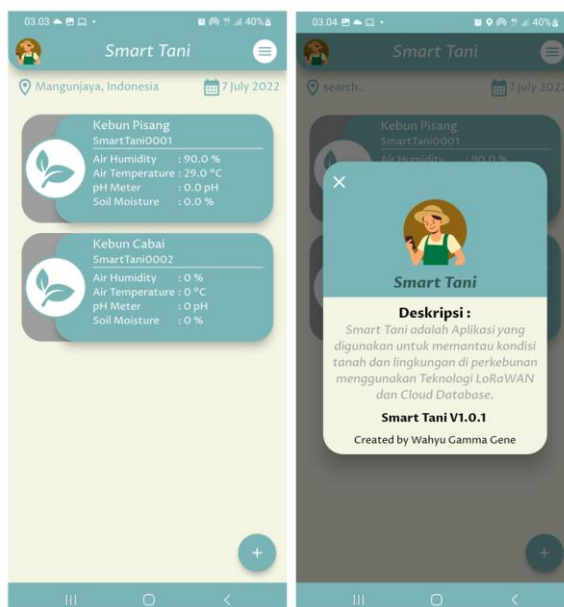 03.03
40%
Smart Tani
Mangunjaya, Indonesia
7 July 2022
Kebun Pisang
SmartTani0001
Air Humidity : 90.0 %
Air Temperature : 29.0 °C
pH Meter : 0.0 pH
Soil Moisture : 0.0 %
Kebun Cabai
SmartTani0002
Air Humidity : 0 %
Air Temperature : 0 °C
pH Meter : 0 pH
Soil Moisture : 0 %
+
03.04
40%
Smart Tani
search..
7 July 2022
Kebun Pisang
SmartTani0001
Air Humidity : 90.0 %
Smart Tani
Deskripsi :
Smart Tani adalah Aplikasi yang
digunakan untuk memantau kondisi
tanah dan lingkungan di perkebunan
menggunakan Teknologi LoRaWAN
dan Cloud Database.
Smart Tani V1.0.1
Created by Wahyu Gamma Gene
+